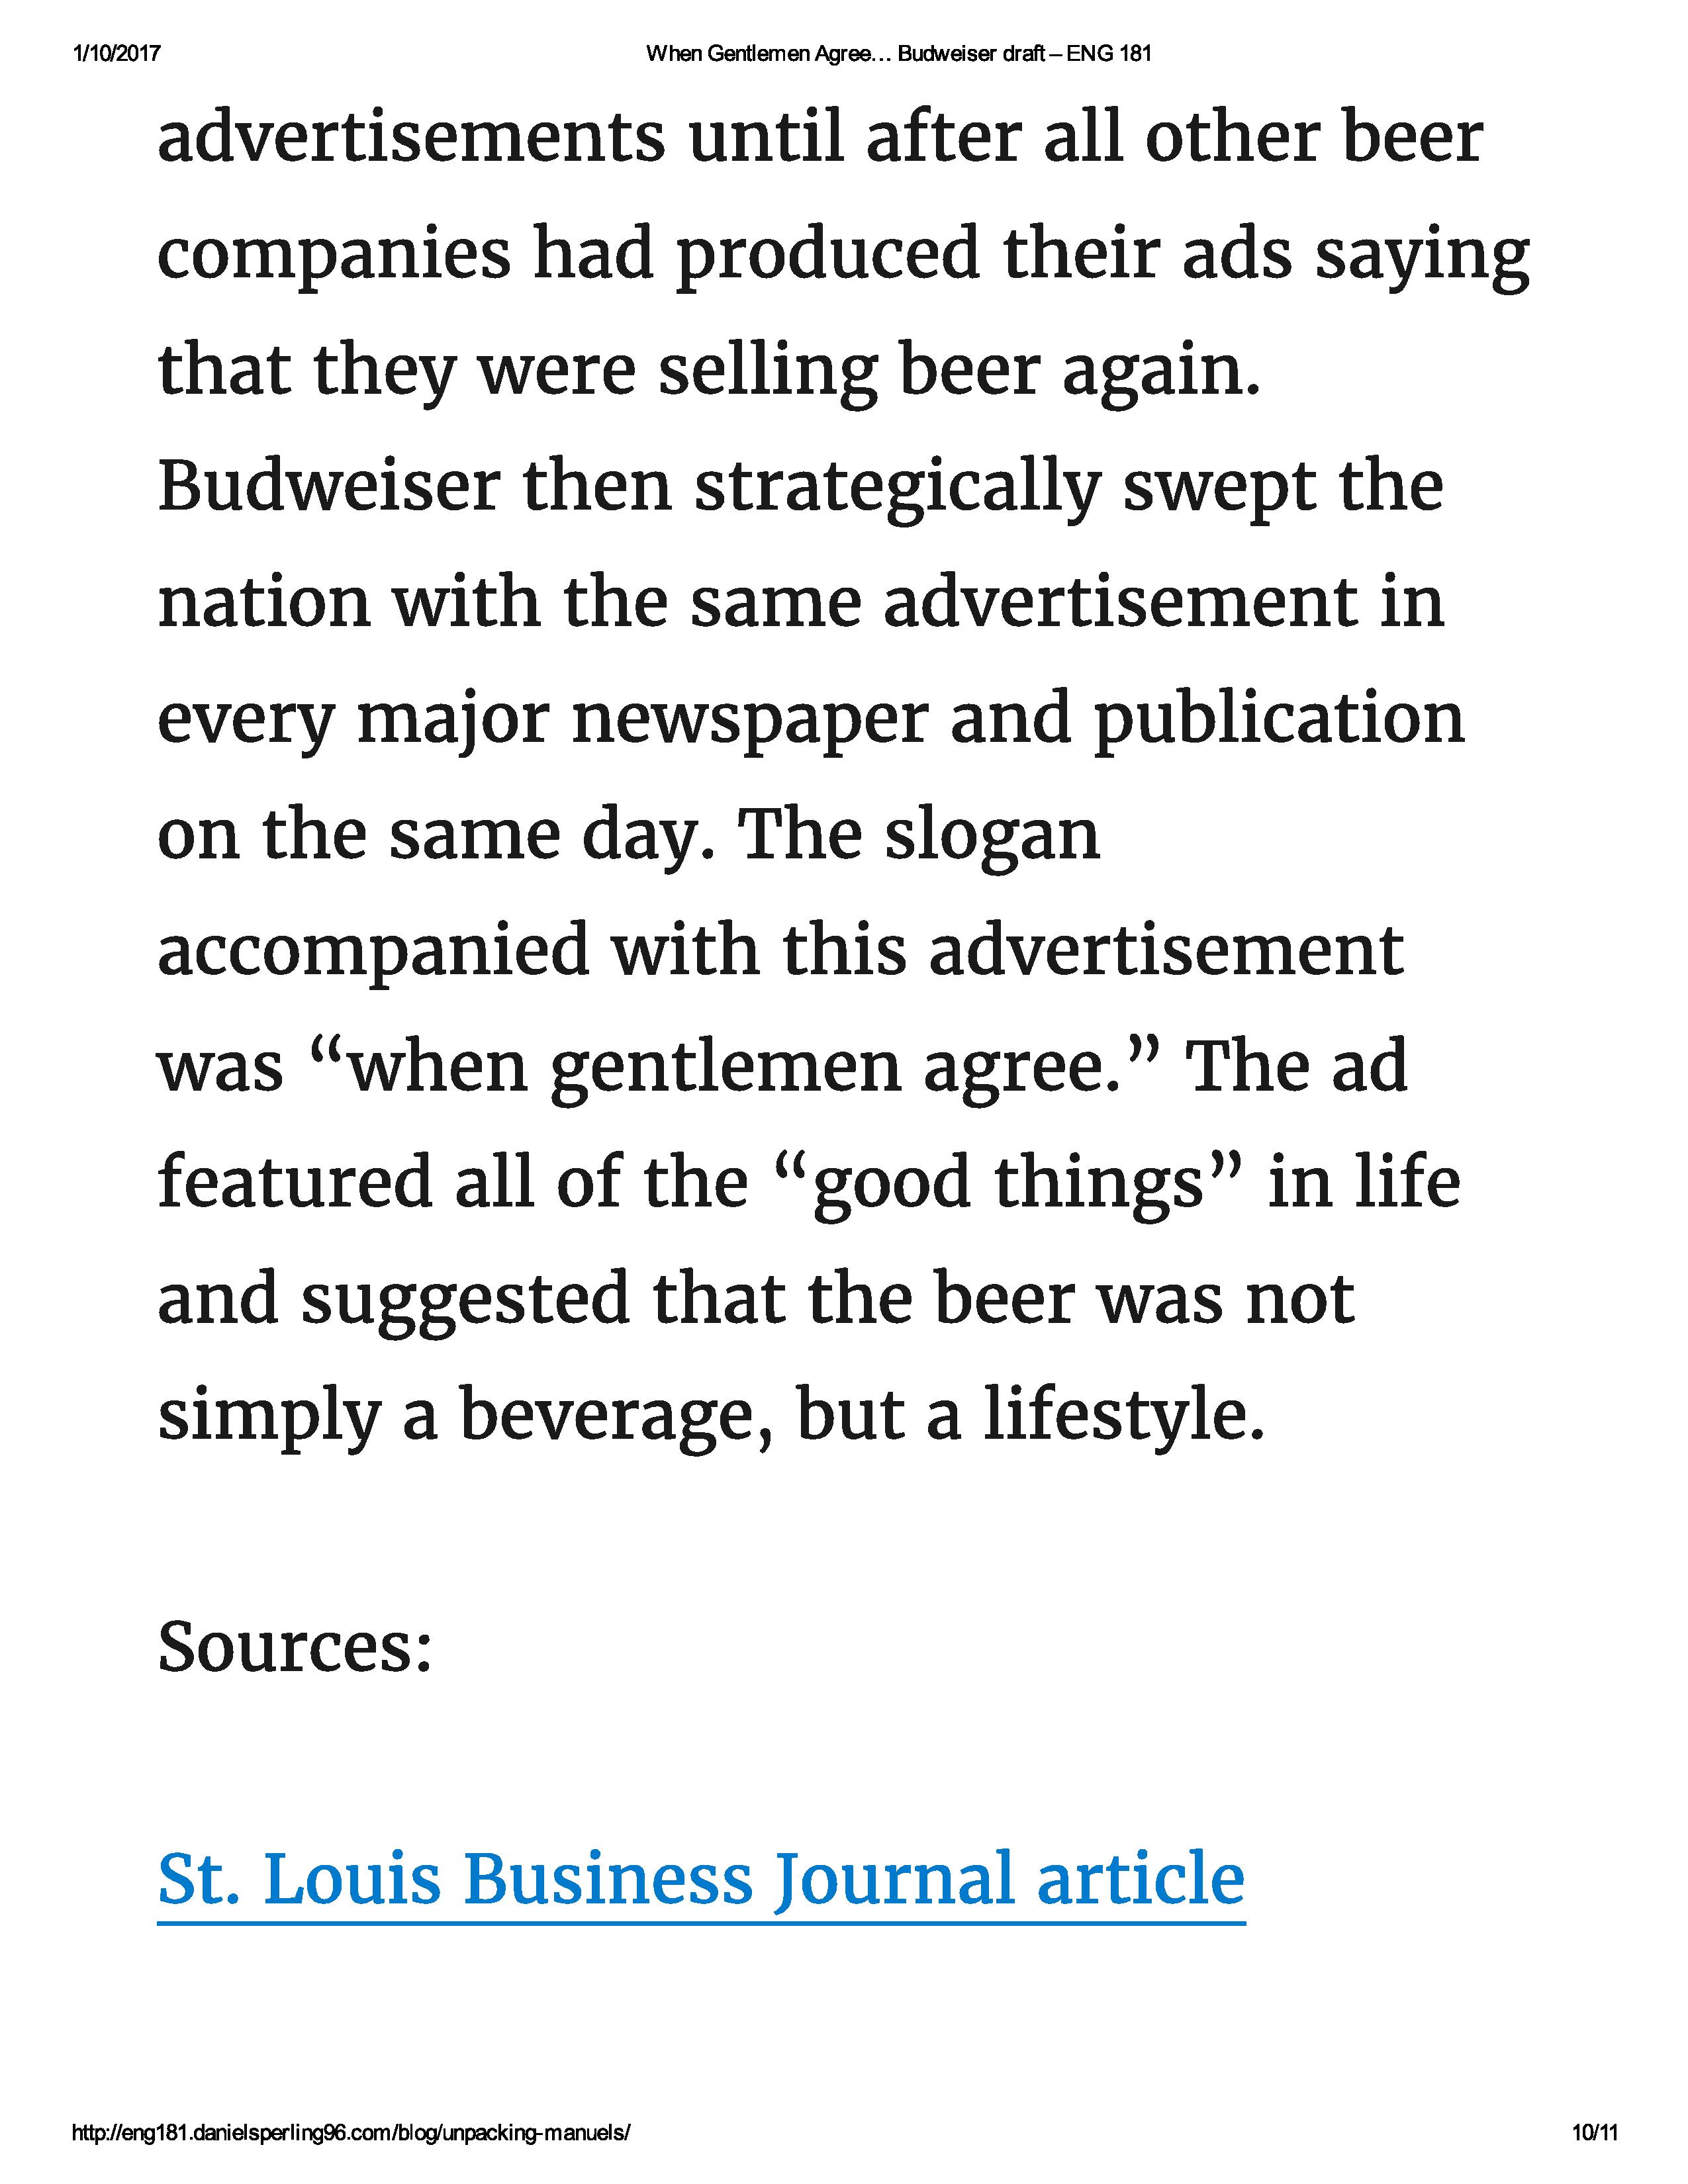 1/10/2017 When Gentlemen Agree… Budweiser draft – ENG 181
advertisements until after all other beer
companies had produced their ads saying
that they were selling beer again.
Budweiser then strategically swept the
nation with the same advertisement in
every major newspaper and publication
on the same day. The slogan
accompanied with this advertisement
was “when gentlemen agree.” The ad
featured all of the “good things” in life
and suggested that the beer was not
simply a beverage, but a lifestyle.
Sources:
St. Louis Business Journal article
http://eng181.danielsperling96.com/blog/unpacking-manuels/ 10/11